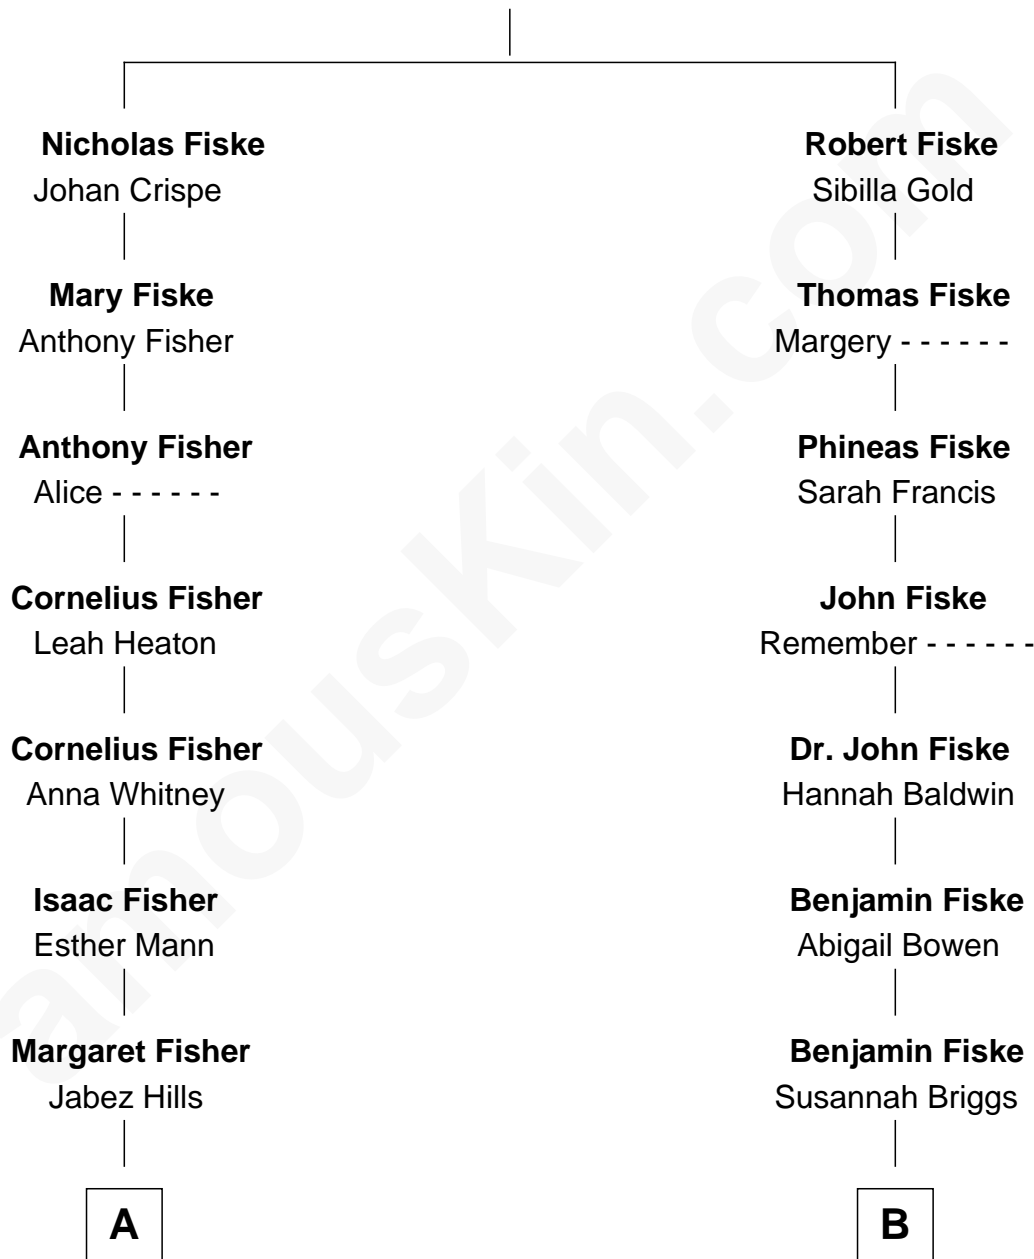 Nicholas Fiske
Johan Crispe
Robert Fiske
Sibilla Gold
Mary Fiske
Anthony Fisher
Thomas Fiske
Margery - - - - - -
Anthony Fisher
Alice - - - - - -
Phineas Fiske
Sarah Francis
Cornelius Fisher
Leah Heaton
John Fiske
Remember - - - - - -
Cornelius Fisher
Anna Whitney
Dr. John Fiske
Hannah Baldwin
Isaac Fisher
Esther Mann
Benjamin Fiske
Abigail Bowen
Margaret Fisher
Jabez Hills
Benjamin Fiske
Susannah Briggs
A
B
amousKin.com